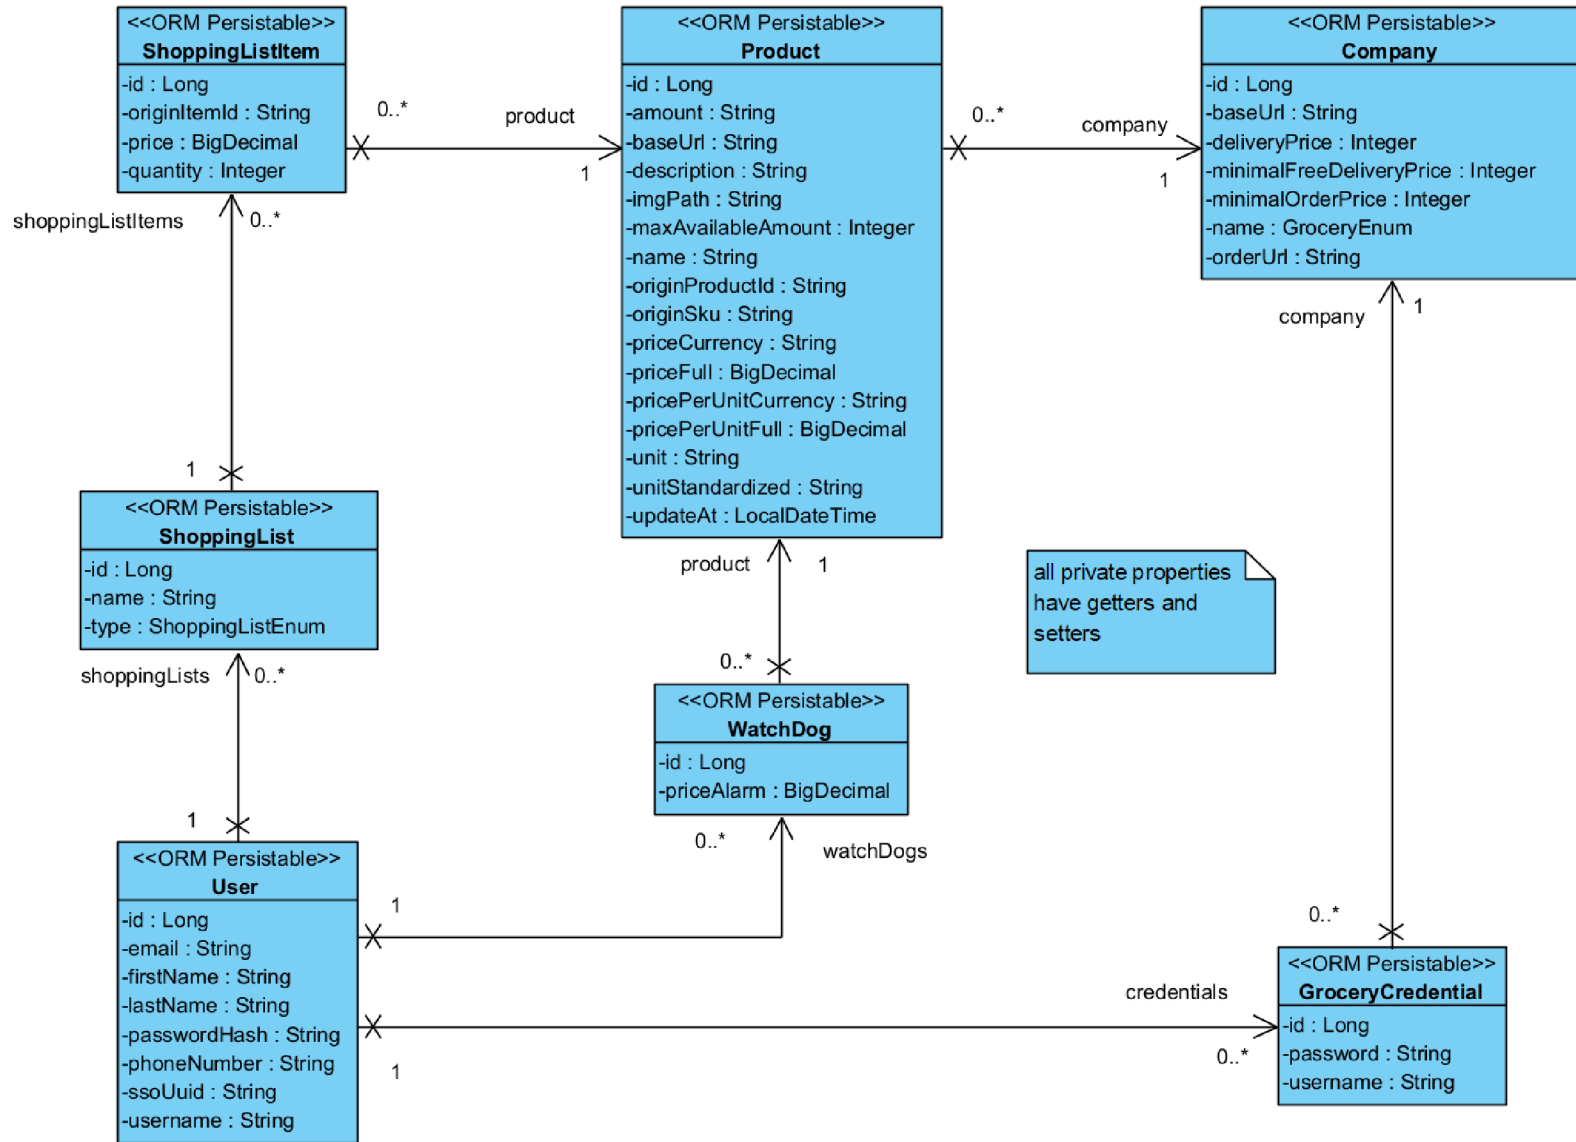 <<ORM Persistable>>
ShoppingListItem
-id : Long
-originItemId : String
-price : BigDecimal
-quantity : Integer
0..*
product
1
<<ORM Persistable>>
Product
-id : Long
-amount : String
-baseUrl : String
-description : String
-imgPath : String
-maxAvailableAmount : Integer
-name : String
-originProductId : String
-originSku : String
-priceCurrency : String
-priceFull : BigDecimal
-pricePerUnitCurrency : String
-pricePerUnitFull : BigDecimal
-unit : String
-unitStandardized : String
-updateAt : LocalDateTime
0..*
company
1
<<ORM Persistable>>
Company
-id : Long
-baseUrl : String
-deliveryPrice : Integer
-minimalFreeDeliveryPrice : Integer
-minimalOrderPrice : Integer
-name : GroceryEnum
-orderUrl : String
shoppingListItems
0..*
1
company
1
<<ORM Persistable>>
ShoppingList
-id : Long
-name : String
-type : ShoppingListEnum
product
1
all private properties
have getters and
setters
shoppingLists
0..*
0..*
<<ORM Persistable>>
WatchDog
-id : Long
-priceAlarm : BigDecimal
1
0..*
watchDogs
<<ORM Persistable>>
User
-id : Long
-email : String
-firstName : String
-lastName : String
-passwordHash : String
-phoneNumber : String
-ssoUuid : String
-username : String
1
1
credentials
0..*
0..*
<<ORM Persistable>>
GroceryCredential
-id : Long
-password : String
-username : String